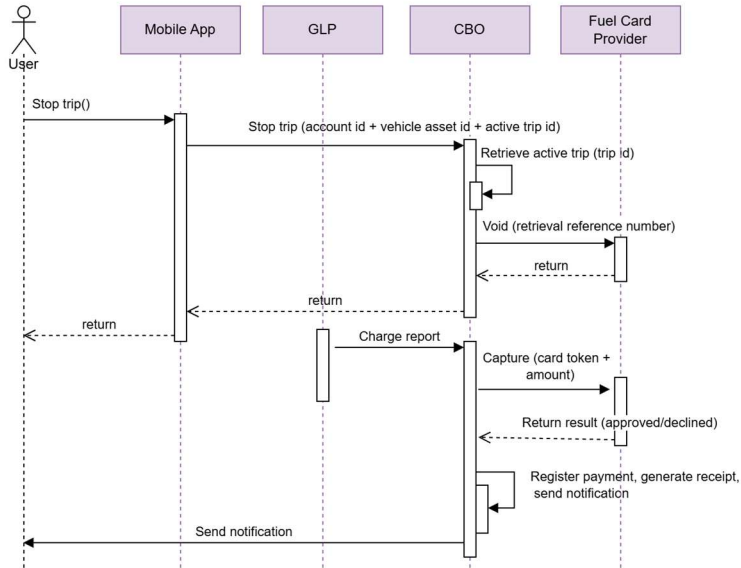 Mobile App
GLP
CBO
Fuel Card
Provider
User
Stop trip()
Stop trip (account id + vehicle asset id + active trip id)
Retrieve active trip (trip id)
Void (retrieval reference number)
return
return
return
Charge report
Capture (card token +
amount)
Return result (approved/declined)
Register payment, generate receipt,
send notification
Send notification